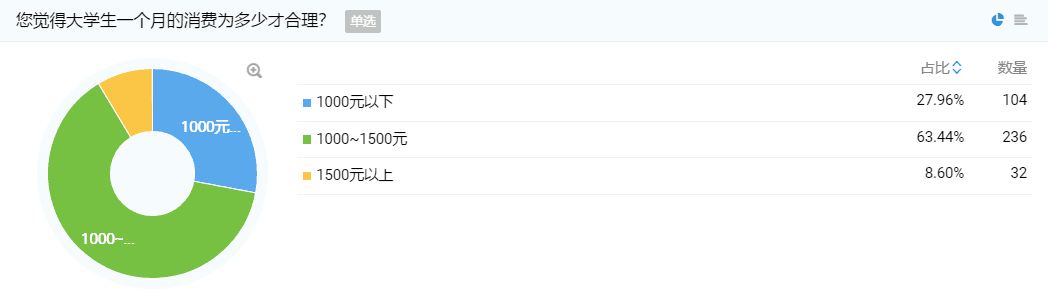 您觉得大学生一个月的消费为多少才合理? 单选
占比 数量
1000元以下 27.96% 104
1000~1500元 63.44% 236
1500元以上 8.60% 32
1000元...
1000~...